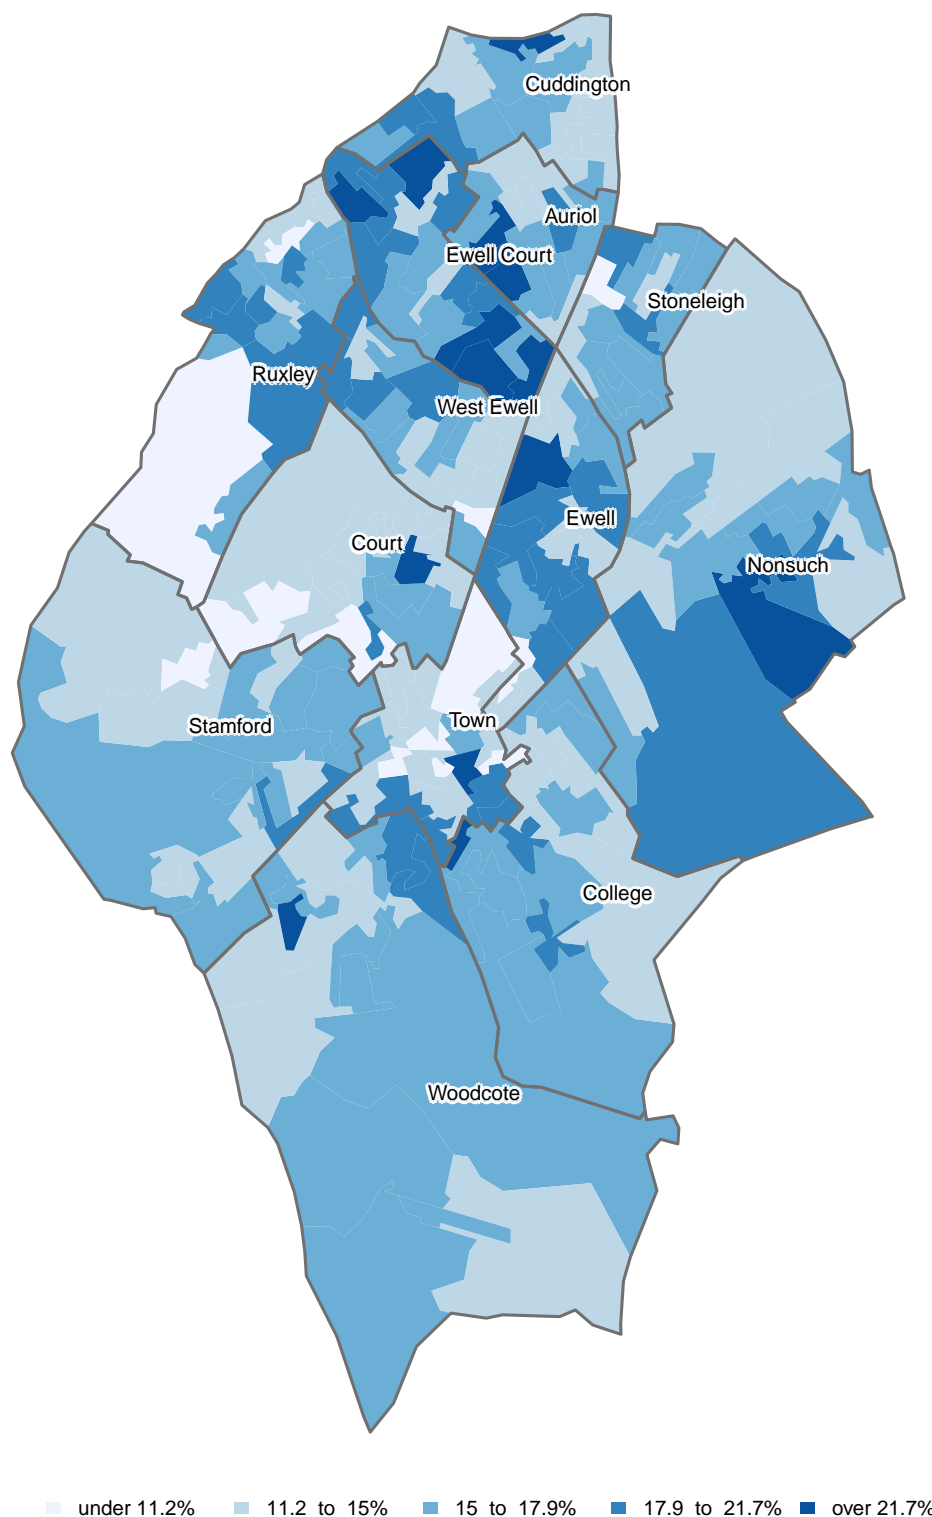 Cuddington
Auriol
Ewell Court
Stoneleigh
Ruxley
West Ewell
Ewell
Court
Nonsuch
Stamford
Town
College
Woodcote
under 11.2%
11.2 to 15%
15 to 17.9%
17.9 to 21.7%
over 21.7%